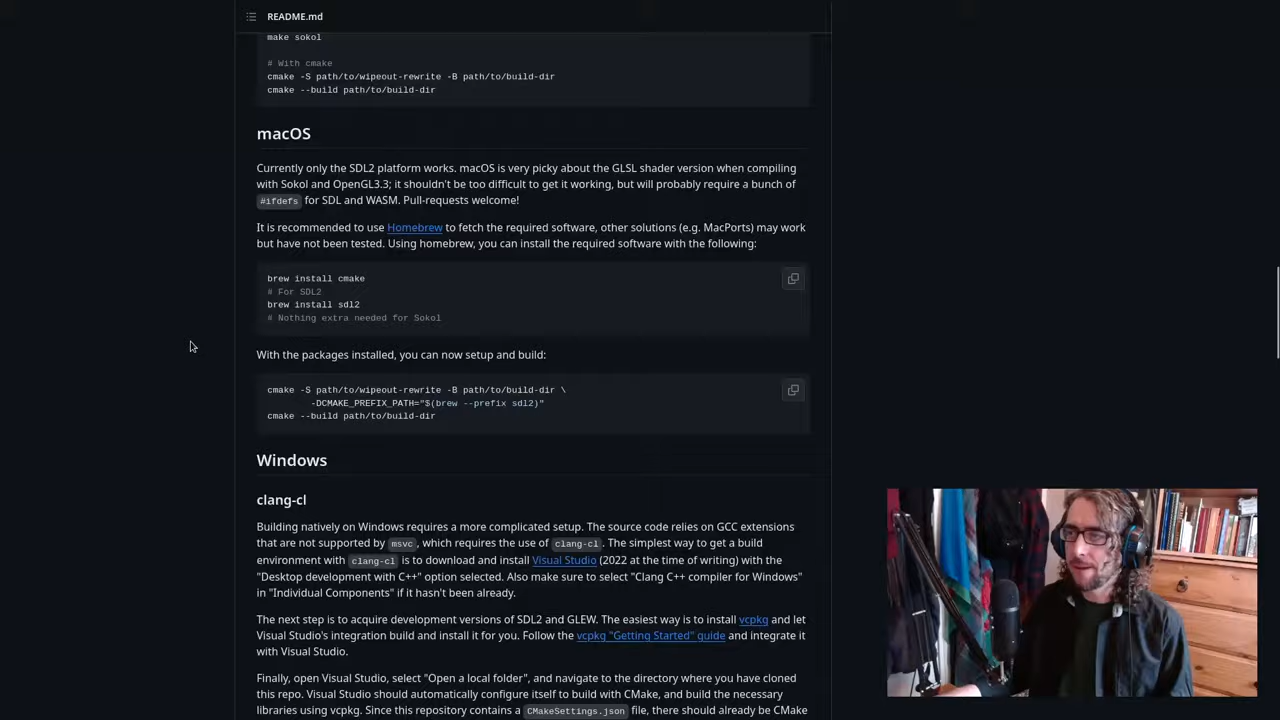 README.md
make sokol
# With cmake
cmake -S path/to/wipeout-rewrite -B path/to/build-dir
cmake --build path/to/build-dir
macOS
Currently only the SDL2 platform works. macOS is very picky about the GLSL shader version when compiling
with Sokol and OpenGL3.3; it shouldn't be too difficult to get it working, but will probably require a bunch of
#ifdefs for SDL and WASM. Pull-requests welcome!
It is recommended to use Homebrew to fetch the required software, other solutions (e.g. MacPorts) may work
but have not been tested. Using homebrew, you can install the required software with the following:
brew install cmake
# For SDL2
brew install sdl2
# Nothing extra needed for Sokol
With the packages installed, you can now setup and build:
cmake -S path/to/wipeout-rewrite -B path/to/build-dir \
-DCMAKE_PREFIX_PATH="$(brew --prefix sdl2)"
cmake --build path/to/build-dir
Windows
clang-cl
Building natively on Windows requires a more complicated setup. The source code relies on GCC extensions
that are not supported by msvc, which requires the use of clang-cl. The simplest way to get a build
environment with clang-cl is to download and install Visual Studio (2022 at the time of writing) with the
"Desktop development with C++" option selected. Also make sure to select "Clang C++ compiler for Windows"
in "Individual Components" if it hasn't been already.
The next step is to acquire development versions of SDL2 and GLEW. The easiest way is to install vcpkg and let
Visual Studio's integration build and install it for you. Follow the vcpkg "Getting Started" guide and integrate it
with Visual Studio.
Finally, open Visual Studio, select "Open a local folder", and navigate to the directory where you have cloned
this repo. Visual Studio should automatically configure itself to build with CMake, and build the necessary
libraries using vcpkg. Since this repository contains a CMakeSettings.json file, there should already be CMake